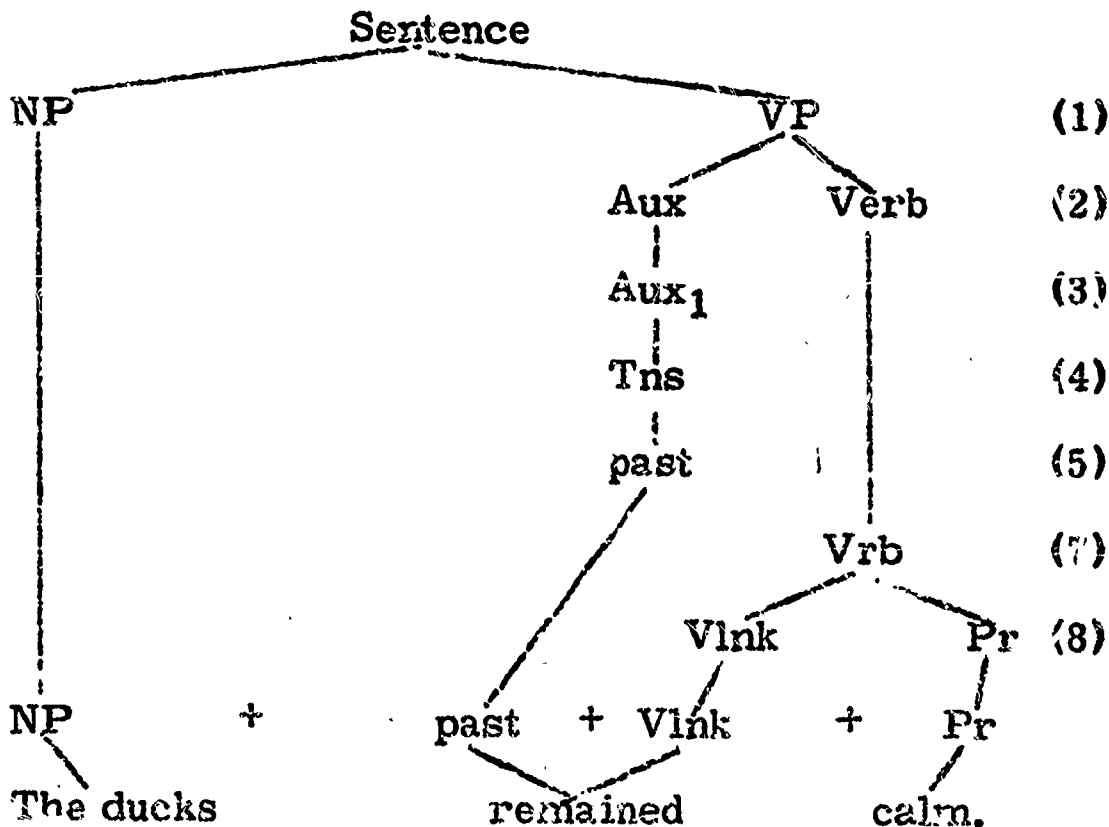 Sentence
NP VP (1)
Aux Verb (2)
Aux1 (3)
Tns (4)
past (5)
Vrb (7)
Vlnk Pr (8)
NP + past + Vlnk + Pr
The ducks remained calm.